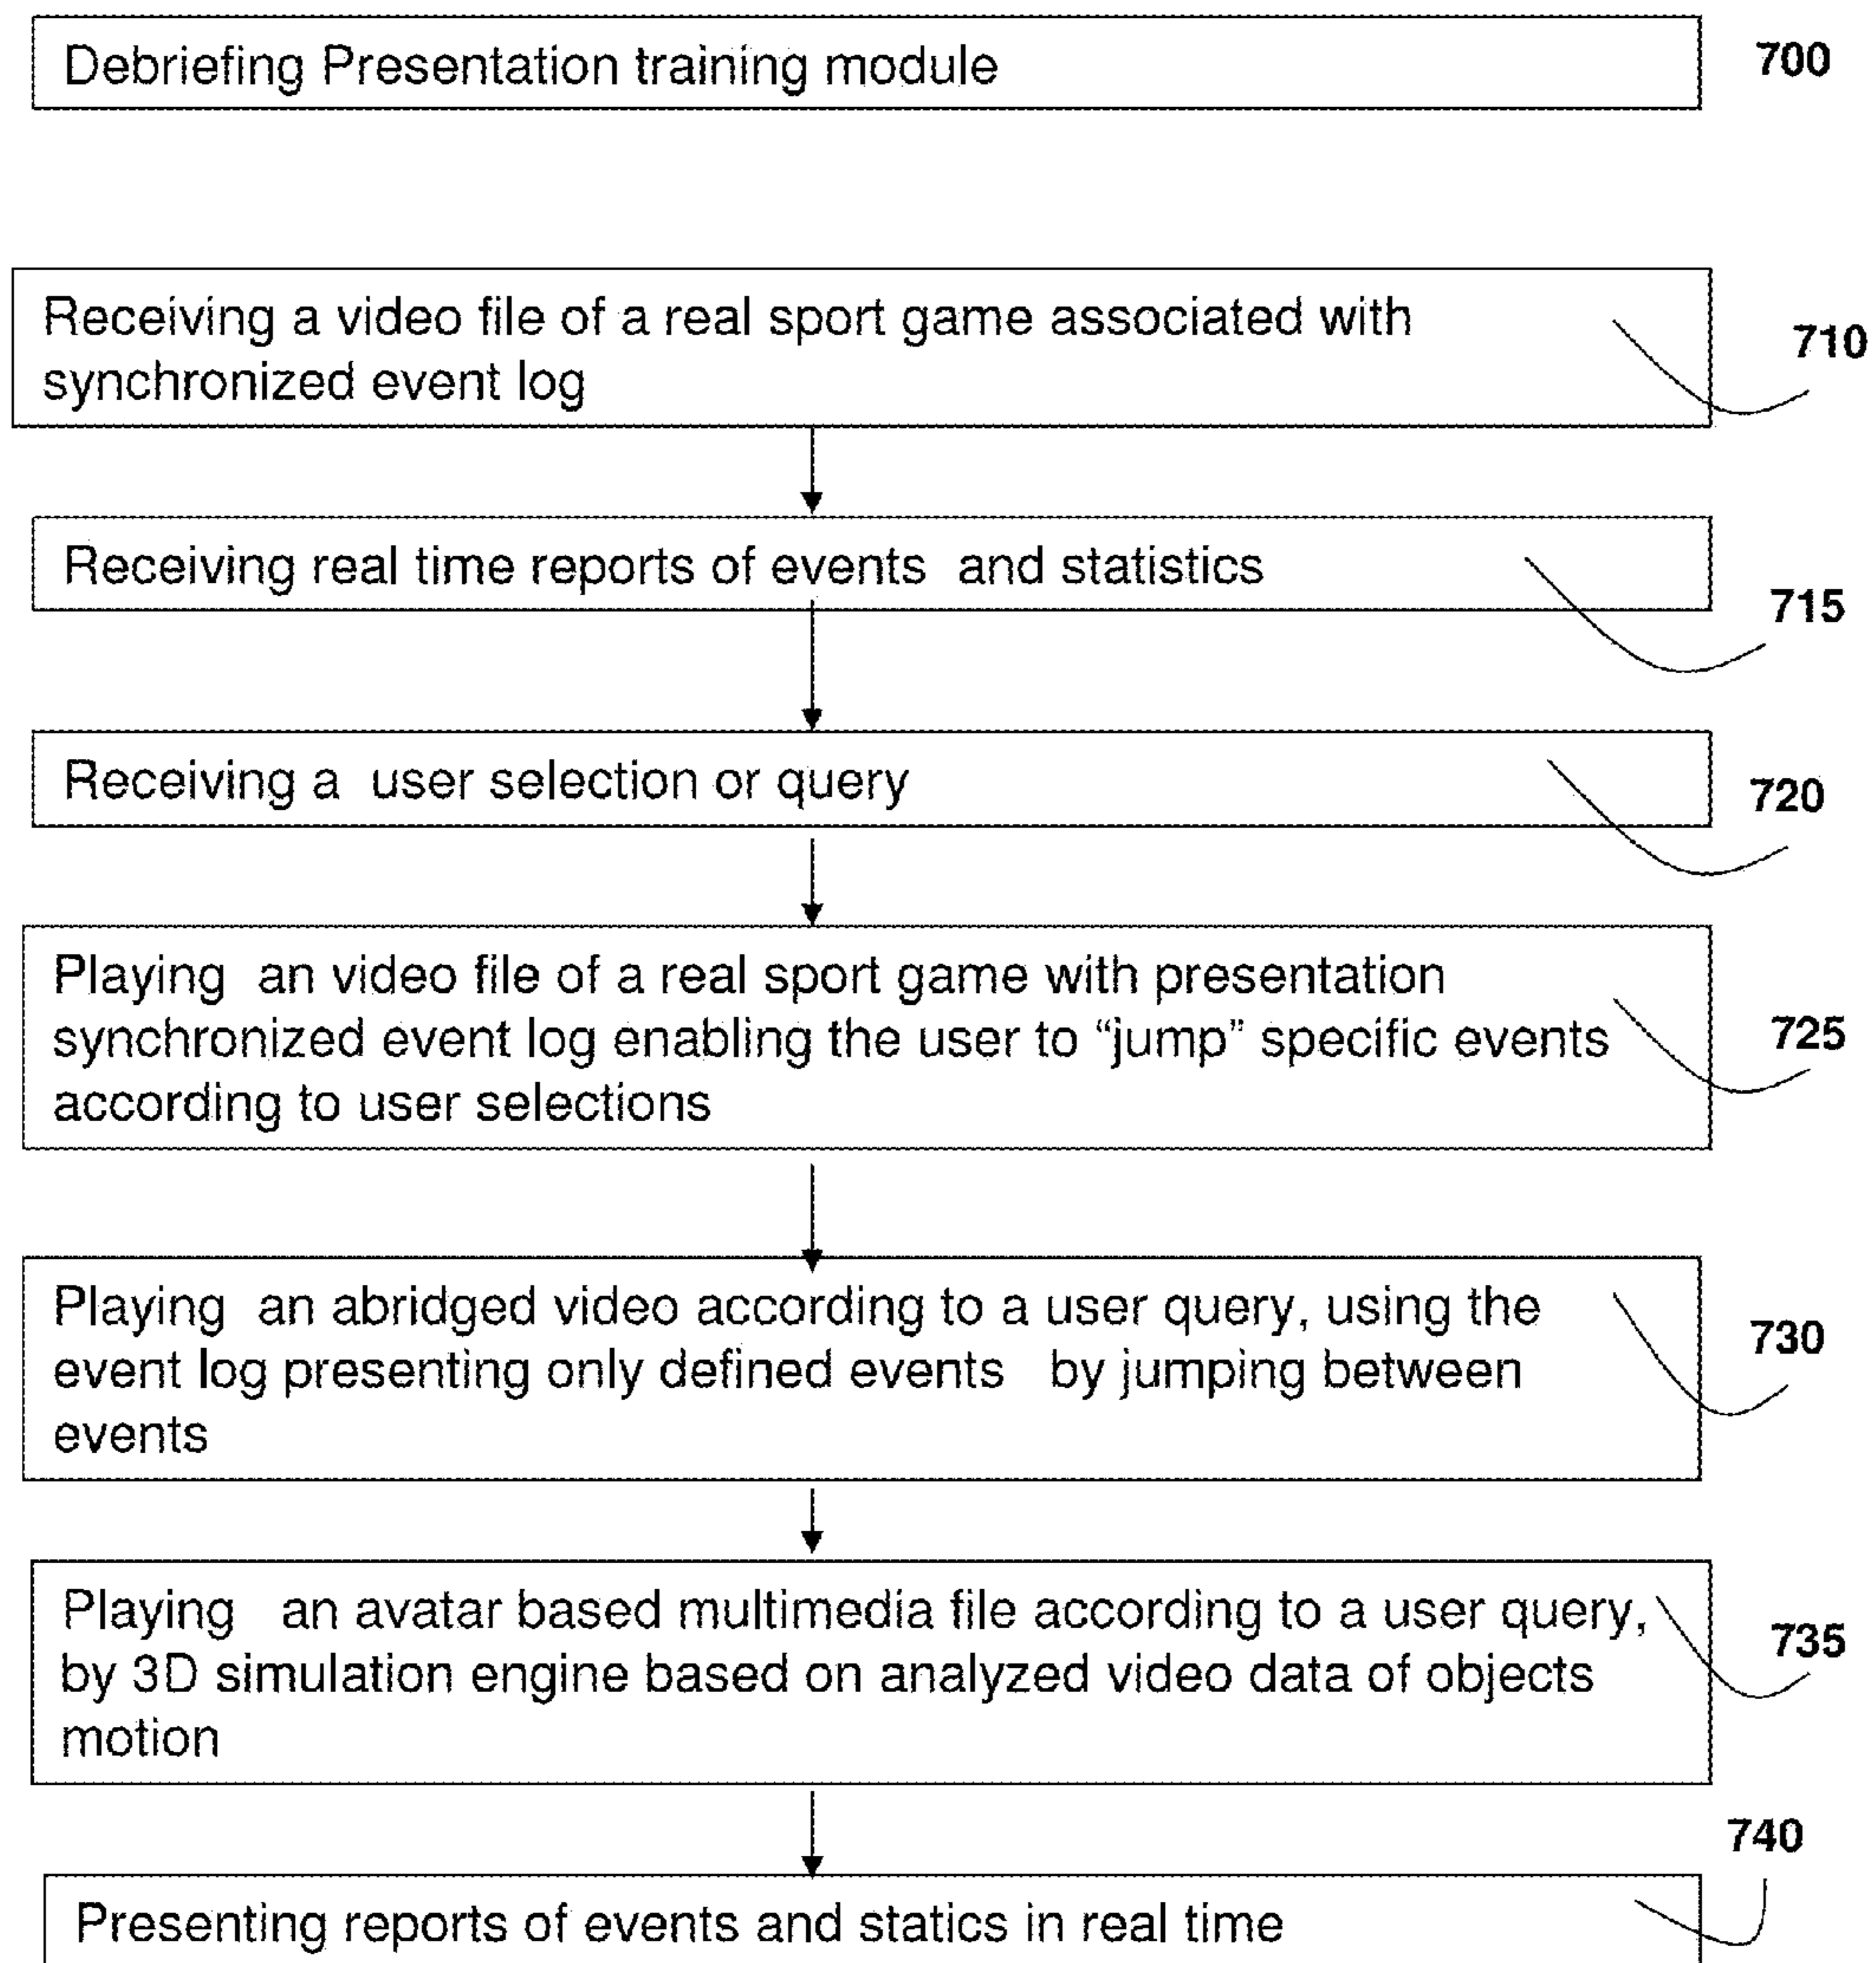 Debriefing Presentation training module
700
Receiving a video file of a real sport game associated with
synchronized event log
710
Receiving real time reports of events and statistics
715
Receiving a user selection or query
720
Playing an video file of a real sport game with presentation
synchronized event log enabling the user to “jump” specific events
according to user selections
725
Playing an abridged video according to a user query, using the
event log presenting only defined events by jumping between
events
730
Playing an avatar based multimedia file according to a user query,
by 3D simulation engine based on analyzed video data of objects
motion
735
740
Presenting reports of events and statics in real time